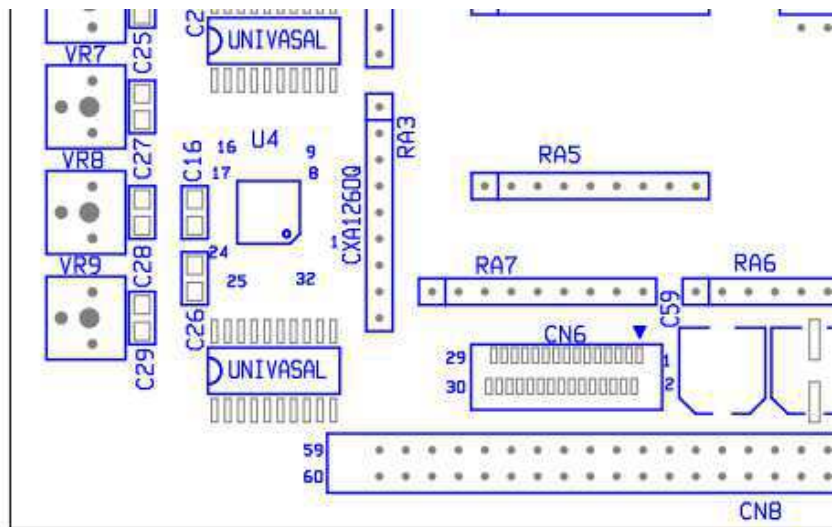 C25
C2
UNIVASAL
VR7
C27
C16
16
U4
9
17
8
RA3
RA5
VR8
CXA126DQ
1
24
C28
25
32
VR9
RA7
RA6
C59
C26
CN6
29
1
30
2
C29
UNIVASAL
59
60
CN8